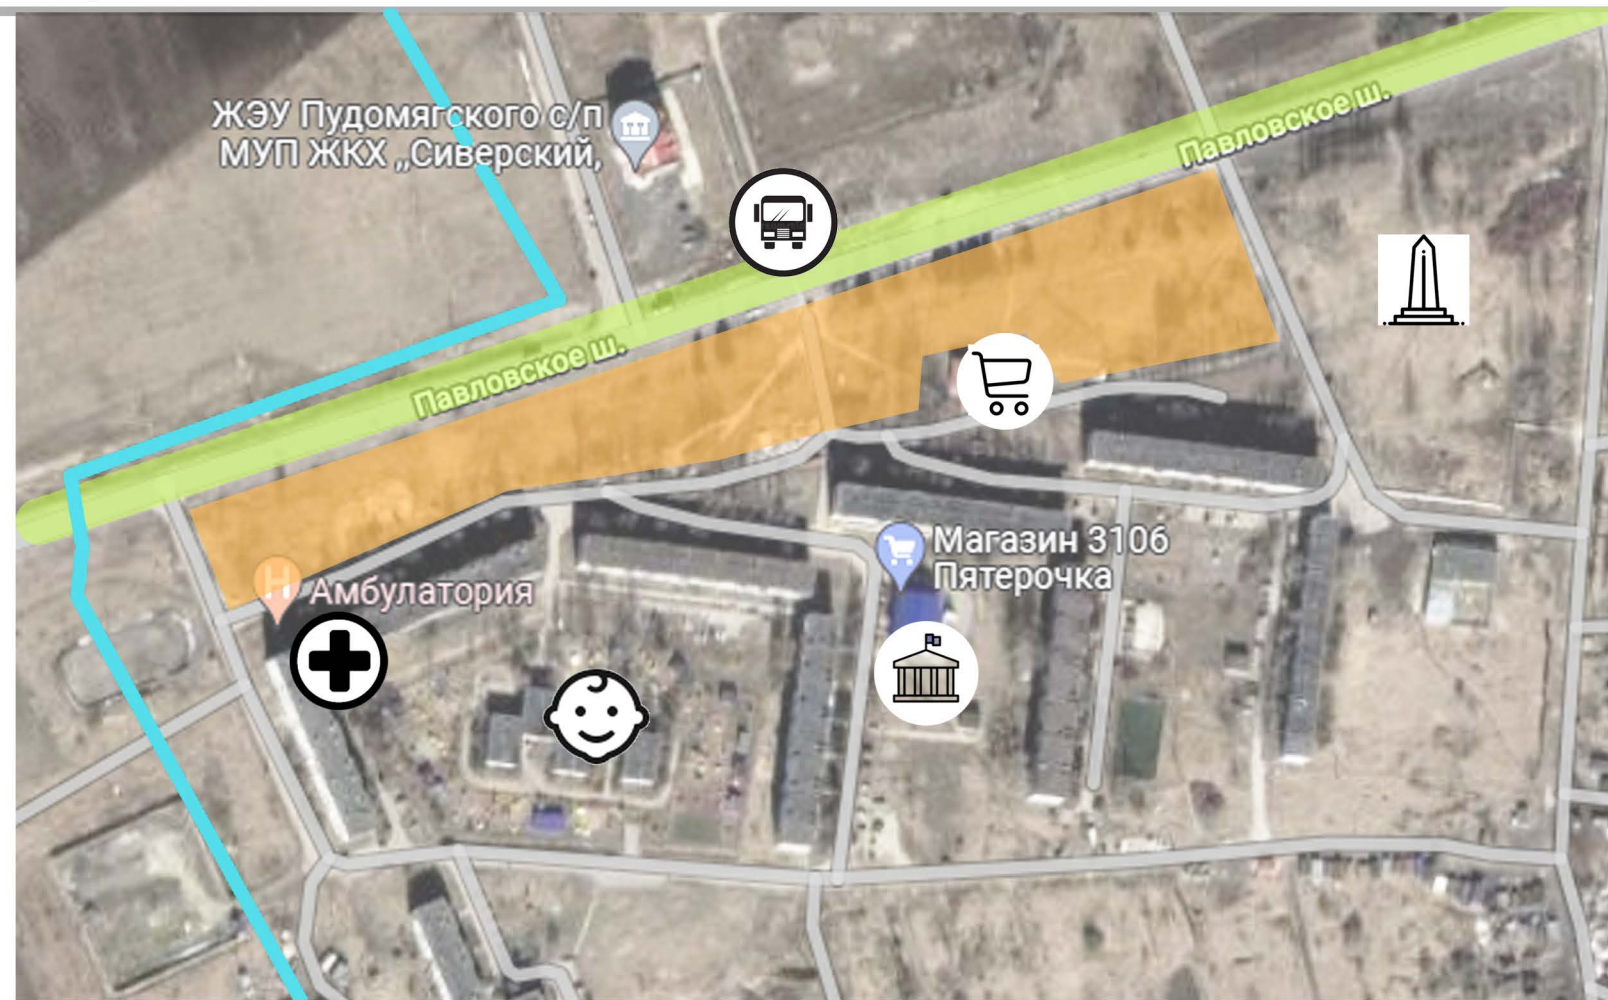 ЖЭУ Пудомягского с/п
МУП ЖКХ „Сиверский,
Павловское ш.
Павловское ш.
Магазин 3106
Пятерочка
H Амбулатория